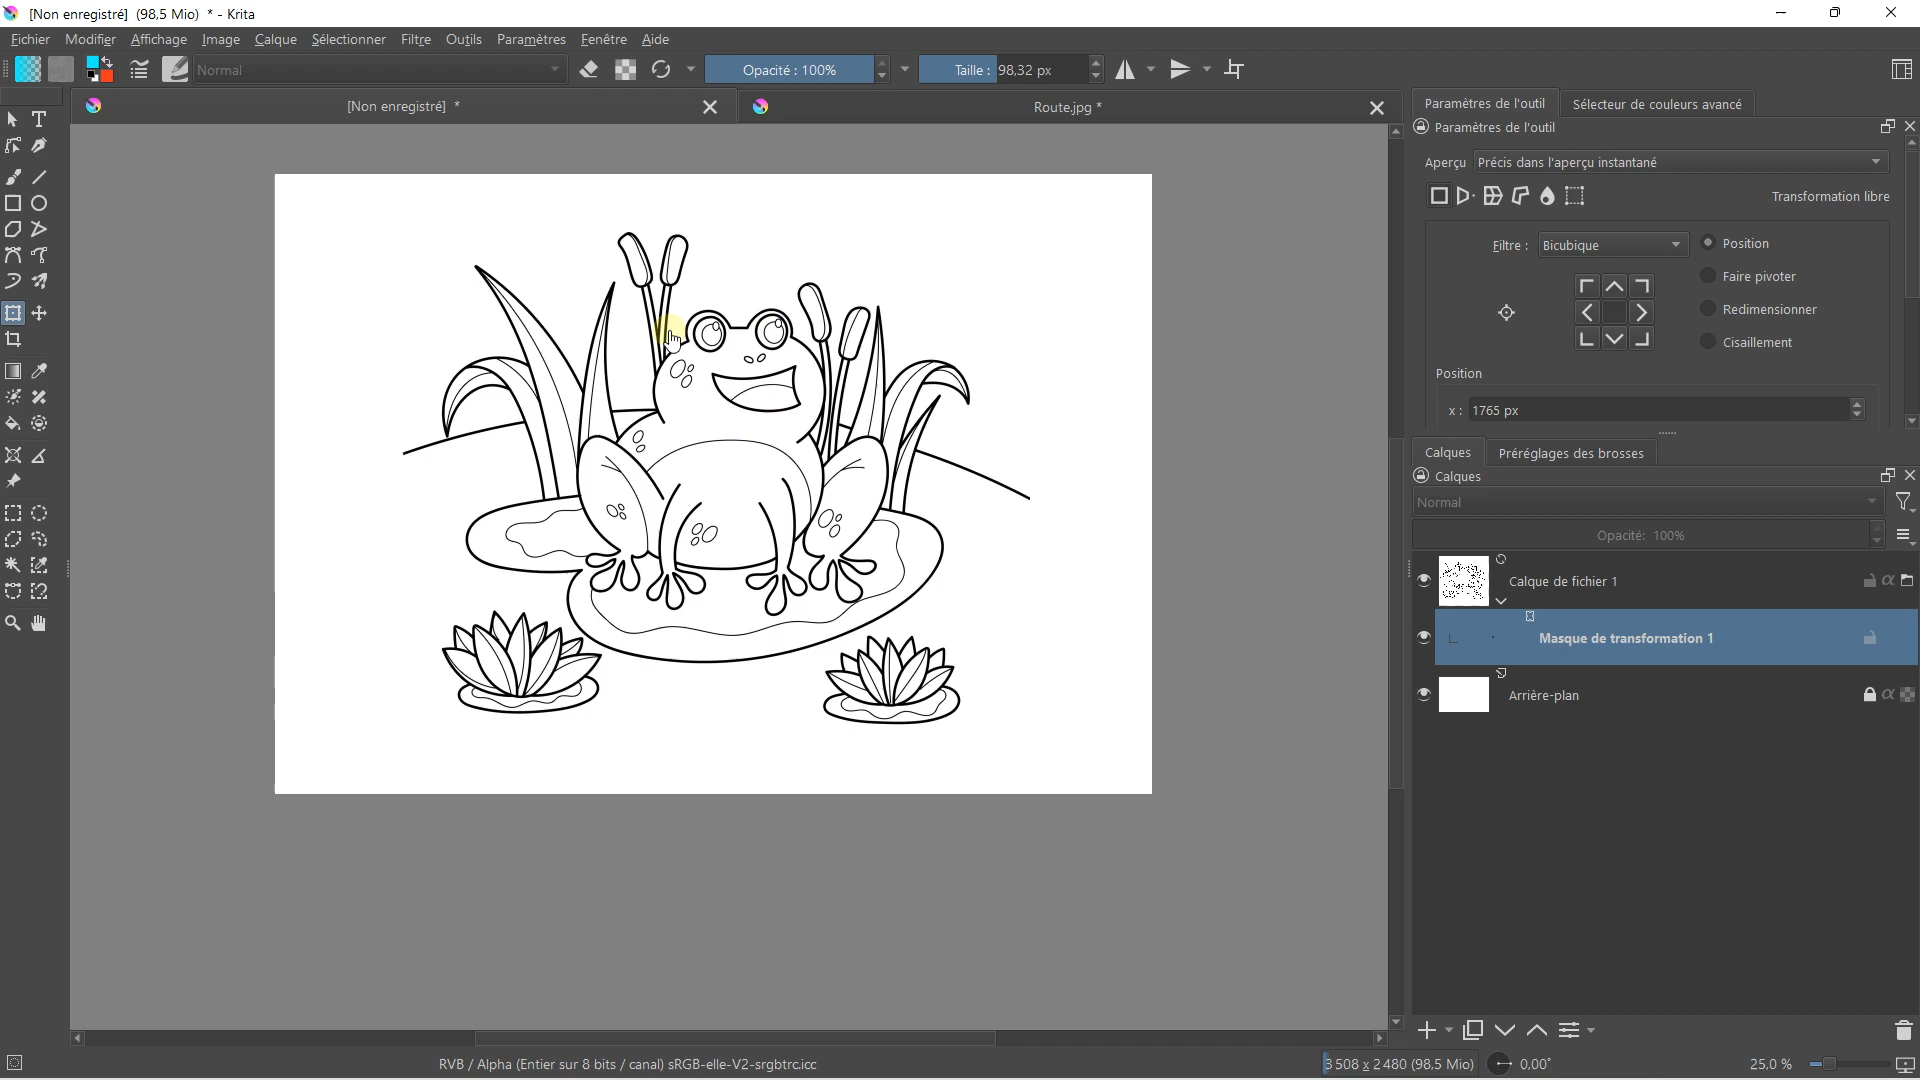 [Non enregistré] (98,5 Mio) * - Krita
Fichier Modifier Affichage Image Calque Sélectionner Filtre Outils Paramètres Fenêtre Aide
Normal
Opacité : 100%
Taille : 98,32 px
[Non enregistré] *
Route.jpg *
Paramètres de l'outil
Sélecteur de couleurs avancé
Paramètres de l'outil
Aperçu Précis dans l'aperçu instantané
Transformation libre
Filtre : Bicubique
Position
Faire pivoter
Redimensionner
Cisaillement
Position
x : 1765 px
Calques
Préréglages des brosses
Calques
Normal
Opacité: 100%
Calque de fichier 1
Masque de transformation 1
Arrière-plan
RVB / Alpha (Entier sur 8 bits / canal) sRGB-elle-V2-srgbtrc.icc
3 508 x 2 480 (98,5 Mio)
0,00°
25,0 %